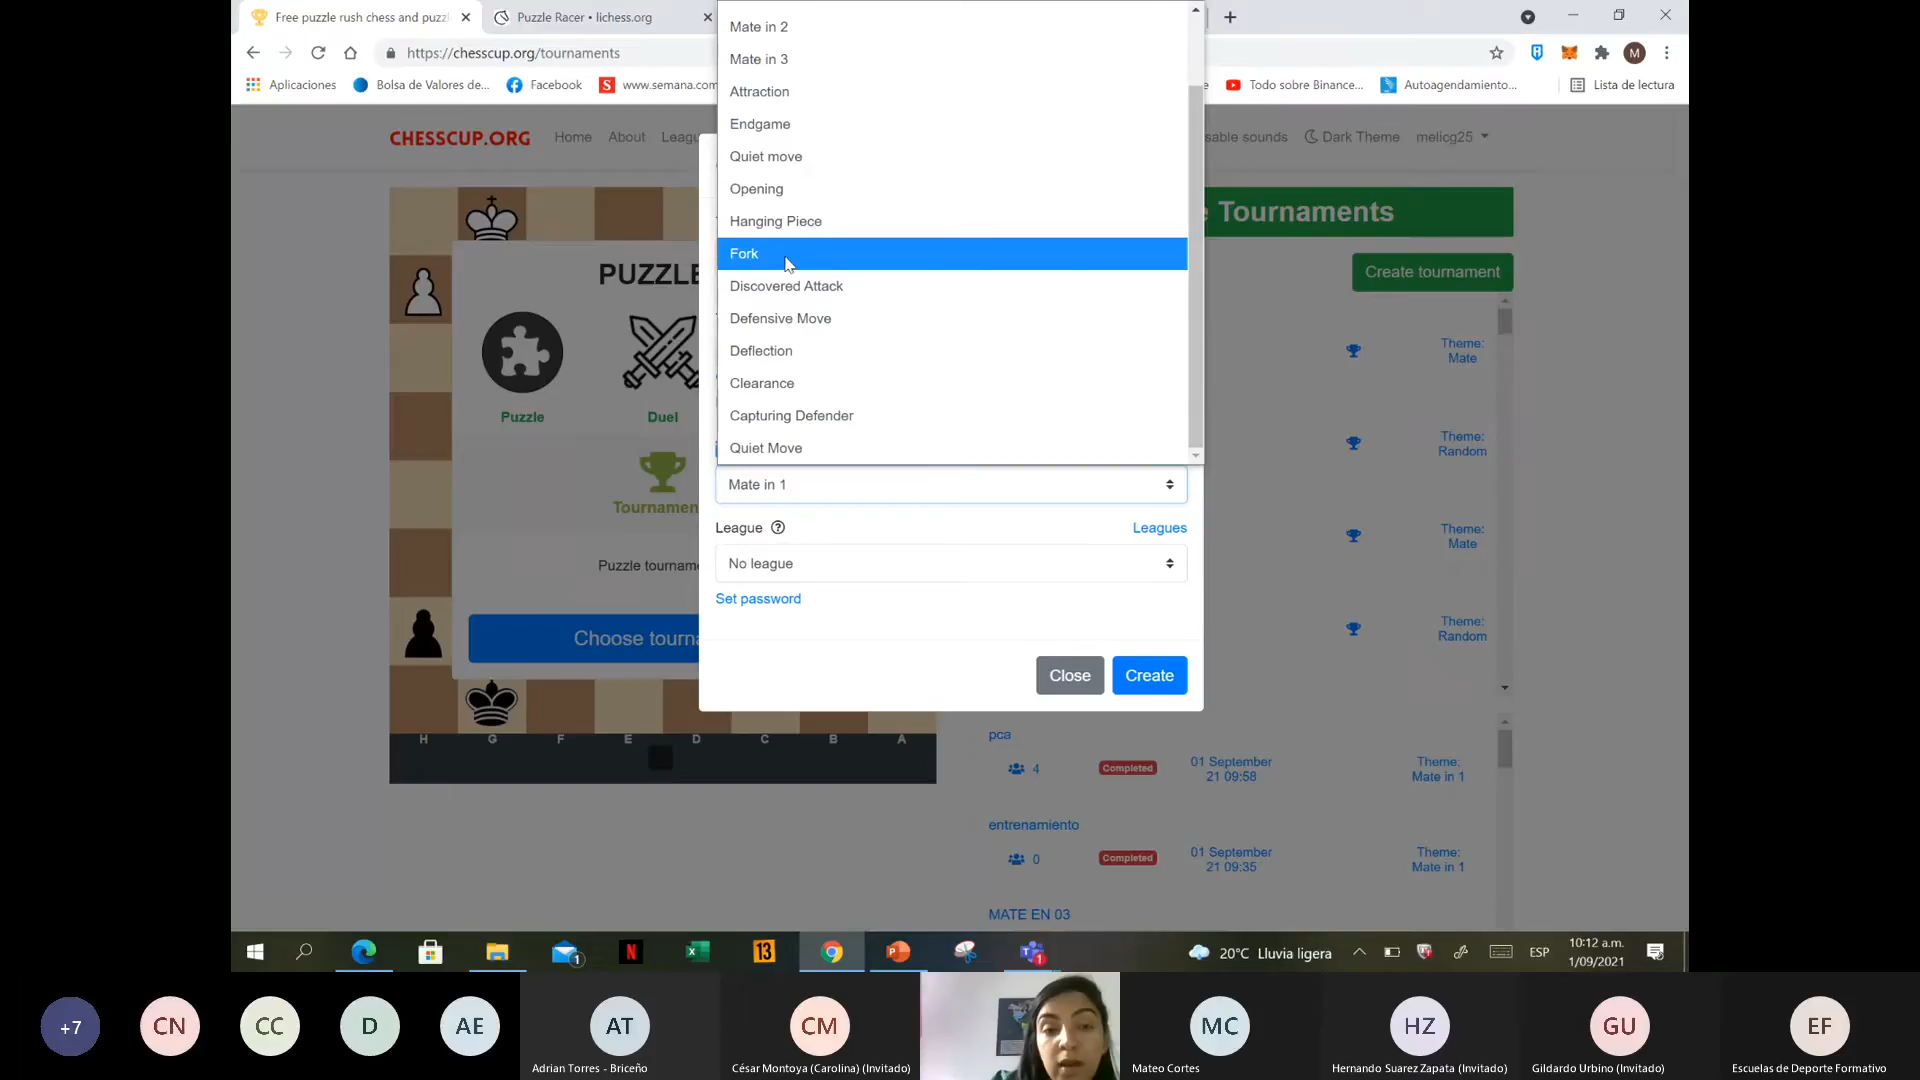 Free puzzle rush chess and puzzl
Puzzle Racer • lichess.org
https://chesscup.org/tournaments
M
Aplicaciones
Bolsa de Valores de...
Facebook
www.semana.com
Todo sobre Binance...
Autoagendamiento...
Lista de lectura
CHESSCUP.ORG
Home
About
Leagu
sable sounds
Dark Theme
melicg25
Mate in 2
Mate in 3
Attraction
Endgame
Quiet move
Opening
Hanging Piece
Fork
Discovered Attack
Defensive Move
Deflection
Clearance
Capturing Defender
Quiet Move
Mate in 1
League
Leagues
No league
Set password
Close
Create
PUZZLE
Puzzle
Duel
Tournamen
Puzzle tourname
Choose tourna
H G F E D C B A
Tournaments
Create tournament
Theme:
Mate
Theme:
Random
Theme:
Mate
Theme:
Random
pca
4
Completed
01 September
21 09:58
Theme:
Mate in 1
entrenamiento
0
Completed
01 September
21 09:35
Theme:
Mate in 1
MATE EN 03
1
N
13
1
20°C Lluvia ligera
ESP
10:12 a.m.
1/09/2021
+7
CN
CC
D
AE
AT
Adrian Torres - Briceño
CM
César Montoya (Carolina) (Invitado)
MC
Mateo Cortes
HZ
Hernando Suarez Zapata (Invitado)
GU
Gildardo Urbino (Invitado)
EF
Escuelas de Deporte Formativo